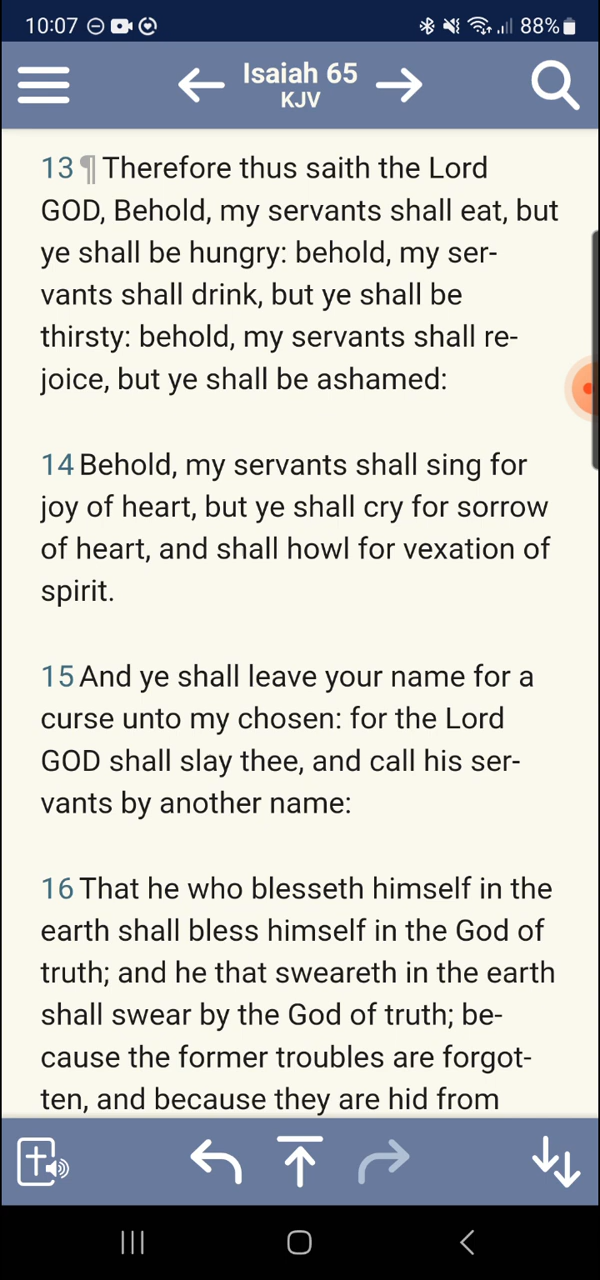 10:07
88%
Isaiah 65
KJV
13 ¶ Therefore thus saith the Lord
GOD, Behold, my servants shall eat, but
ye shall be hungry: behold, my ser-
vants shall drink, but ye shall be
thirsty: behold, my servants shall re-
joice, but ye shall be ashamed:
14 Behold, my servants shall sing for
joy of heart, but ye shall cry for sorrow
of heart, and shall howl for vexation of
spirit.
15 And ye shall leave your name for a
curse unto my chosen: for the Lord
GOD shall slay thee, and call his ser-
vants by another name:
16 That he who blesseth himself in the
earth shall bless himself in the God of
truth; and he that sweareth in the earth
shall swear by the God of truth; be-
cause the former troubles are forgot-
ten, and because they are hid from